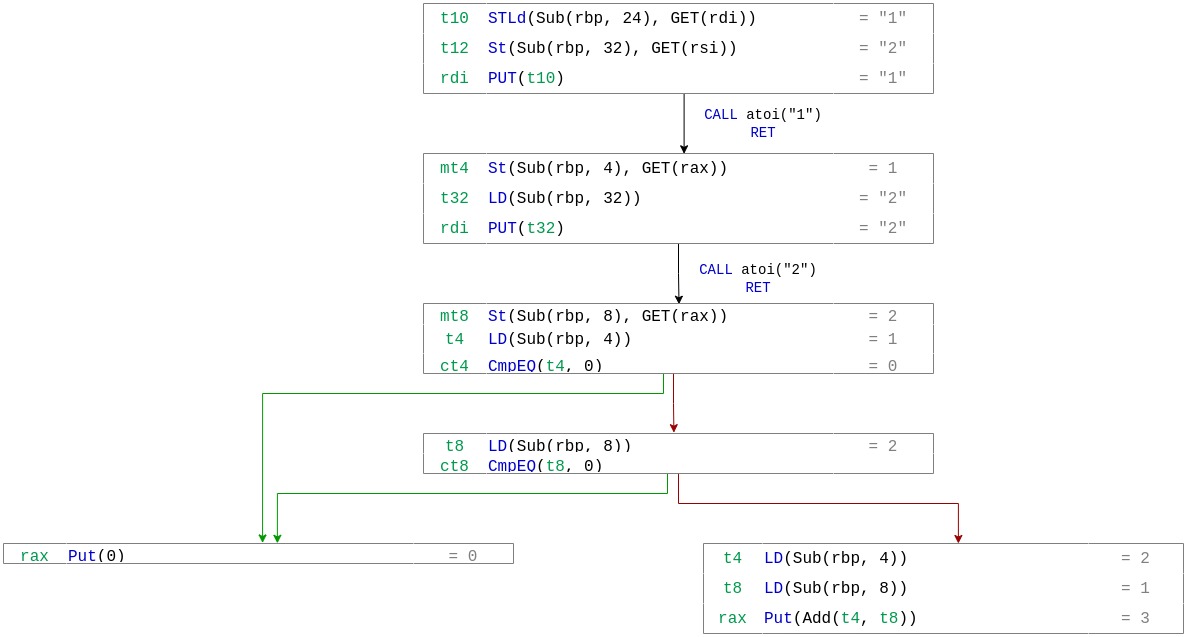 t10 STLd(Sub(rbp, 24), GET(rdi)) = "1"
t12 St(Sub(rbp, 32), GET(rsi)) = "2"
rdi PUT(t10) = "1"
CALL atoi("1")
RET
mt4 St(Sub(rbp, 4), GET(rax)) = 1
t32 LD(Sub(rbp, 32)) = "2"
rdi PUT(t32) = "2"
CALL atoi("2")
RET
mt8 St(Sub(rbp, 8), GET(rax)) = 2
t4 LD(Sub(rbp, 4)) = 1
ct4 CmpEQ(t4, 0) = 0
t8 LD(Sub(rbp, 8)) = 2
ct8 CmpEQ(t8, 0)
rax Put(0) = 0
t4 LD(Sub(rbp, 4)) = 2
t8 LD(Sub(rbp, 8)) = 1
rax Put(Add(t4, t8)) = 3